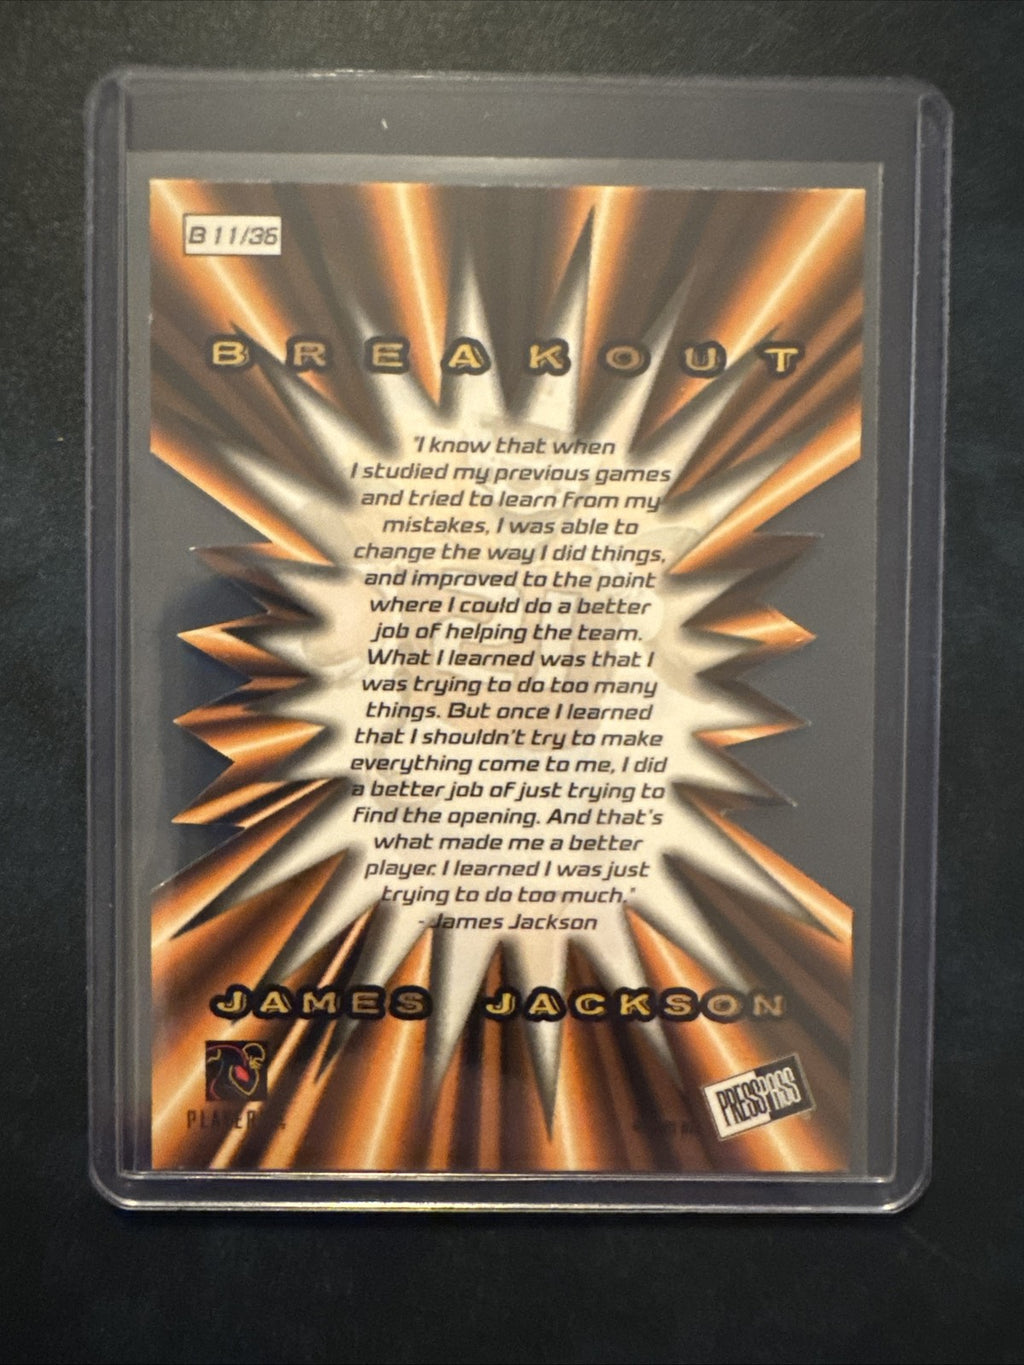 B 11/36
BREAKOUT
"I know that when
I studied my previous games
and tried to learn from my
mistakes, I was able to
change the way I did things,
and improved to the point
where I could do a better
job of helping the team.
What I learned was that I
was trying to do too many
things. But once I learned
that I shouldn't try to make
everything come to me, I did
a better job of just trying to
find the opening. And that's
what made me a better
player. I learned I was just
trying to do too much."
- James Jackson
JAMES JACKSON
PRESS PASS